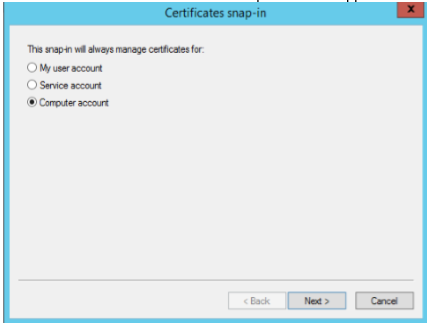 Certificates snap-in
x
This snap-in will always manage certificates for:
My user account
Service account
Computer account
< Back Next > Cancel